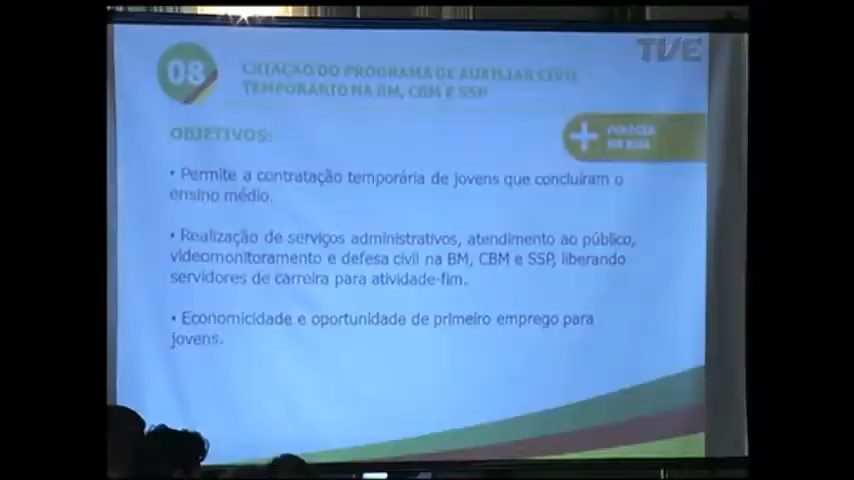 TVE
08
CRIAÇÃO DO PROGRAMA DE AUXILIAR CIVIL
TEMPORÁRIO NA BM, CBM E SSP
OBJETIVOS:
+ POLÍCIA
NA RUA
• Permite a contratação temporária de jovens que concluíram o
ensino médio.
• Realização de serviços administrativos, atendimento ao público,
videomonitoramento e defesa civil na BM, CBM e SSP, liberando
servidores de carreira para atividade-fim.
• Economicidade e oportunidade de primeiro emprego para
jovens.